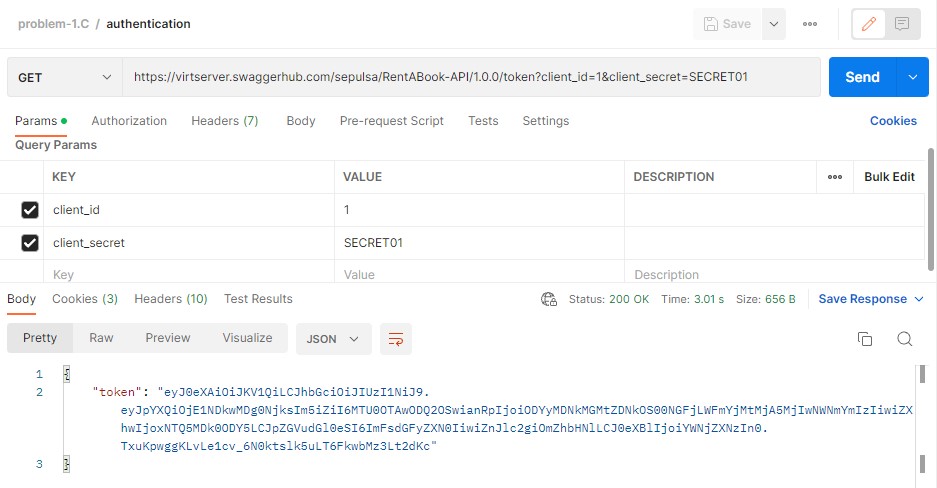 problem-1.C / authentication
Save
GET
https://virtserver.swaggerhub.com/sepulsa/RentABook-API/1.0.0/token?client_id=1&client_secret=SECRET01
Send
Params Authorization Headers (7) Body Pre-request Script Tests Settings Cookies
Query Params
KEY VALUE DESCRIPTION Bulk Edit
client_id 1
client_secret SECRET01
Key Value Description
Body Cookies (3) Headers (10) Test Results Status: 200 OK Time: 3.01 s Size: 656 B Save Response
Pretty Raw Preview Visualize JSON
1 {
2 "token": "eyJ0eXAiOiJKV1QiLCJhbGciOiJIUzI1NiJ9.
eyJpYXQiOjE1NDkwMDg0NjksIm5iZiI6MTU0OTAwODQ2OSwianRpIjoiODYyMDNkMGMtZDNkOS00NGFjLWFmYjMtMjA5MjIwNWNmYmIzIiwiZX
hwIjoxNTQ5MDk0ODY5LCJpZGVudGl0eSI6ImFsdGFyZXN0IiwiZnJlc2giOmZhbHNlLCJ0eXBlIjoiYWNjZXNzIn0.
TxuKpwggKLvLe1cv_6N0ktslk5uLT6FkwbMz3Lt2dKc"
3 }